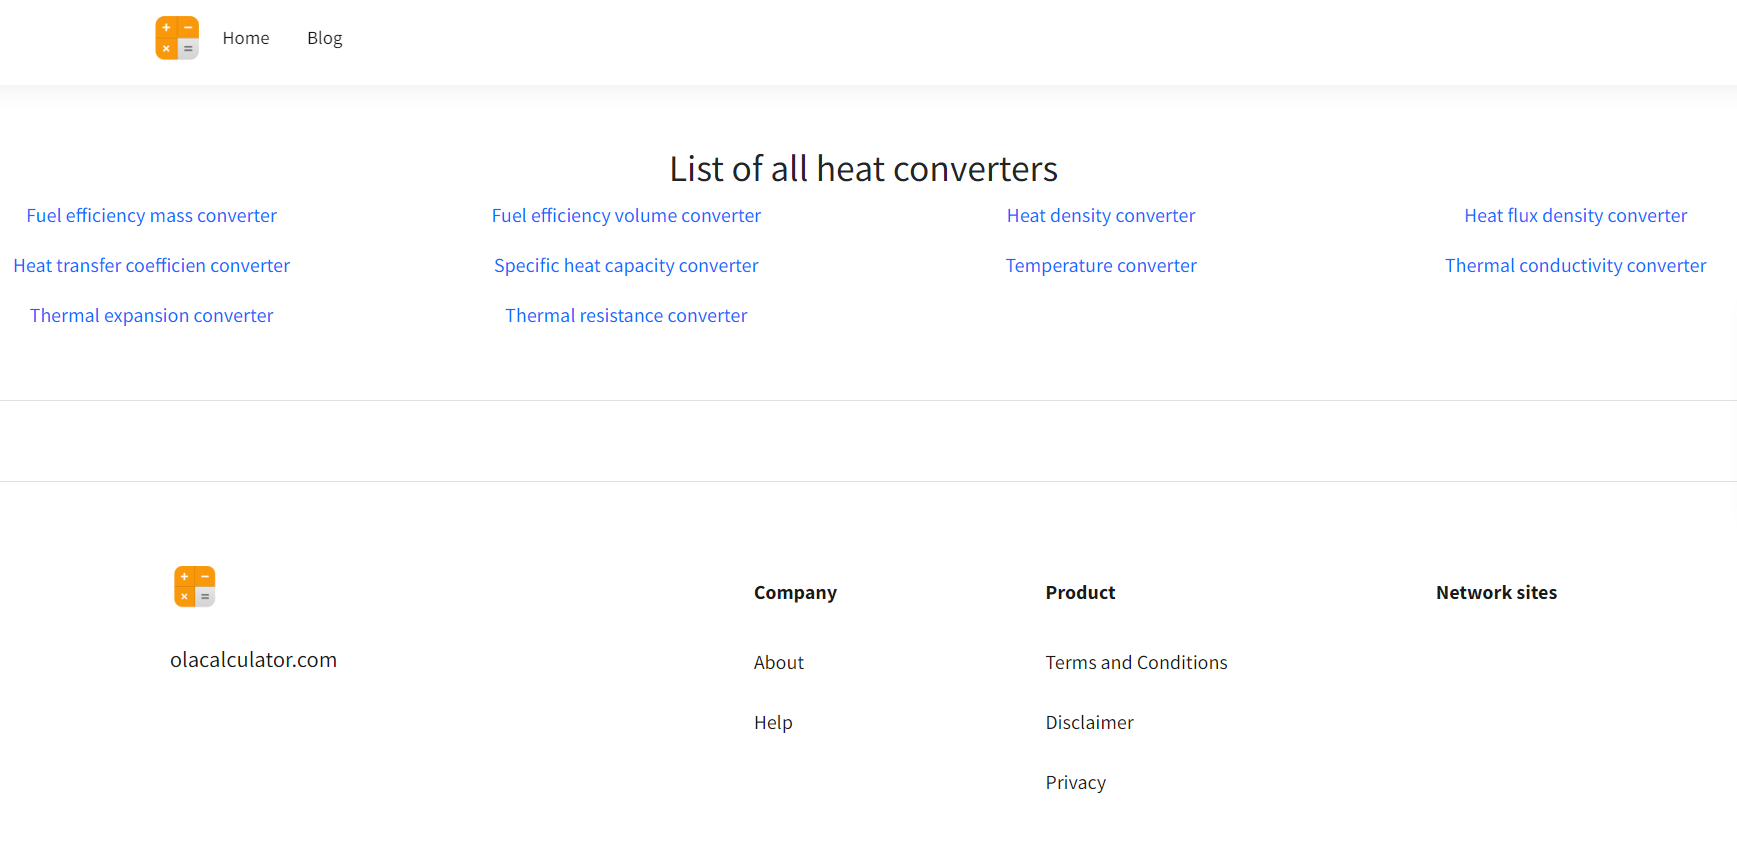 Home Blog
List of all heat converters
Fuel efficiency mass converter Fuel efficiency volume converter Heat density converter Heat flux density converter
Heat transfer coefficien converter Specific heat capacity converter Temperature converter Thermal conductivity converter
Thermal expansion converter Thermal resistance converter
Company Product Network sites
olacalculator.com
About Terms and Conditions
Help Disclaimer
Privacy